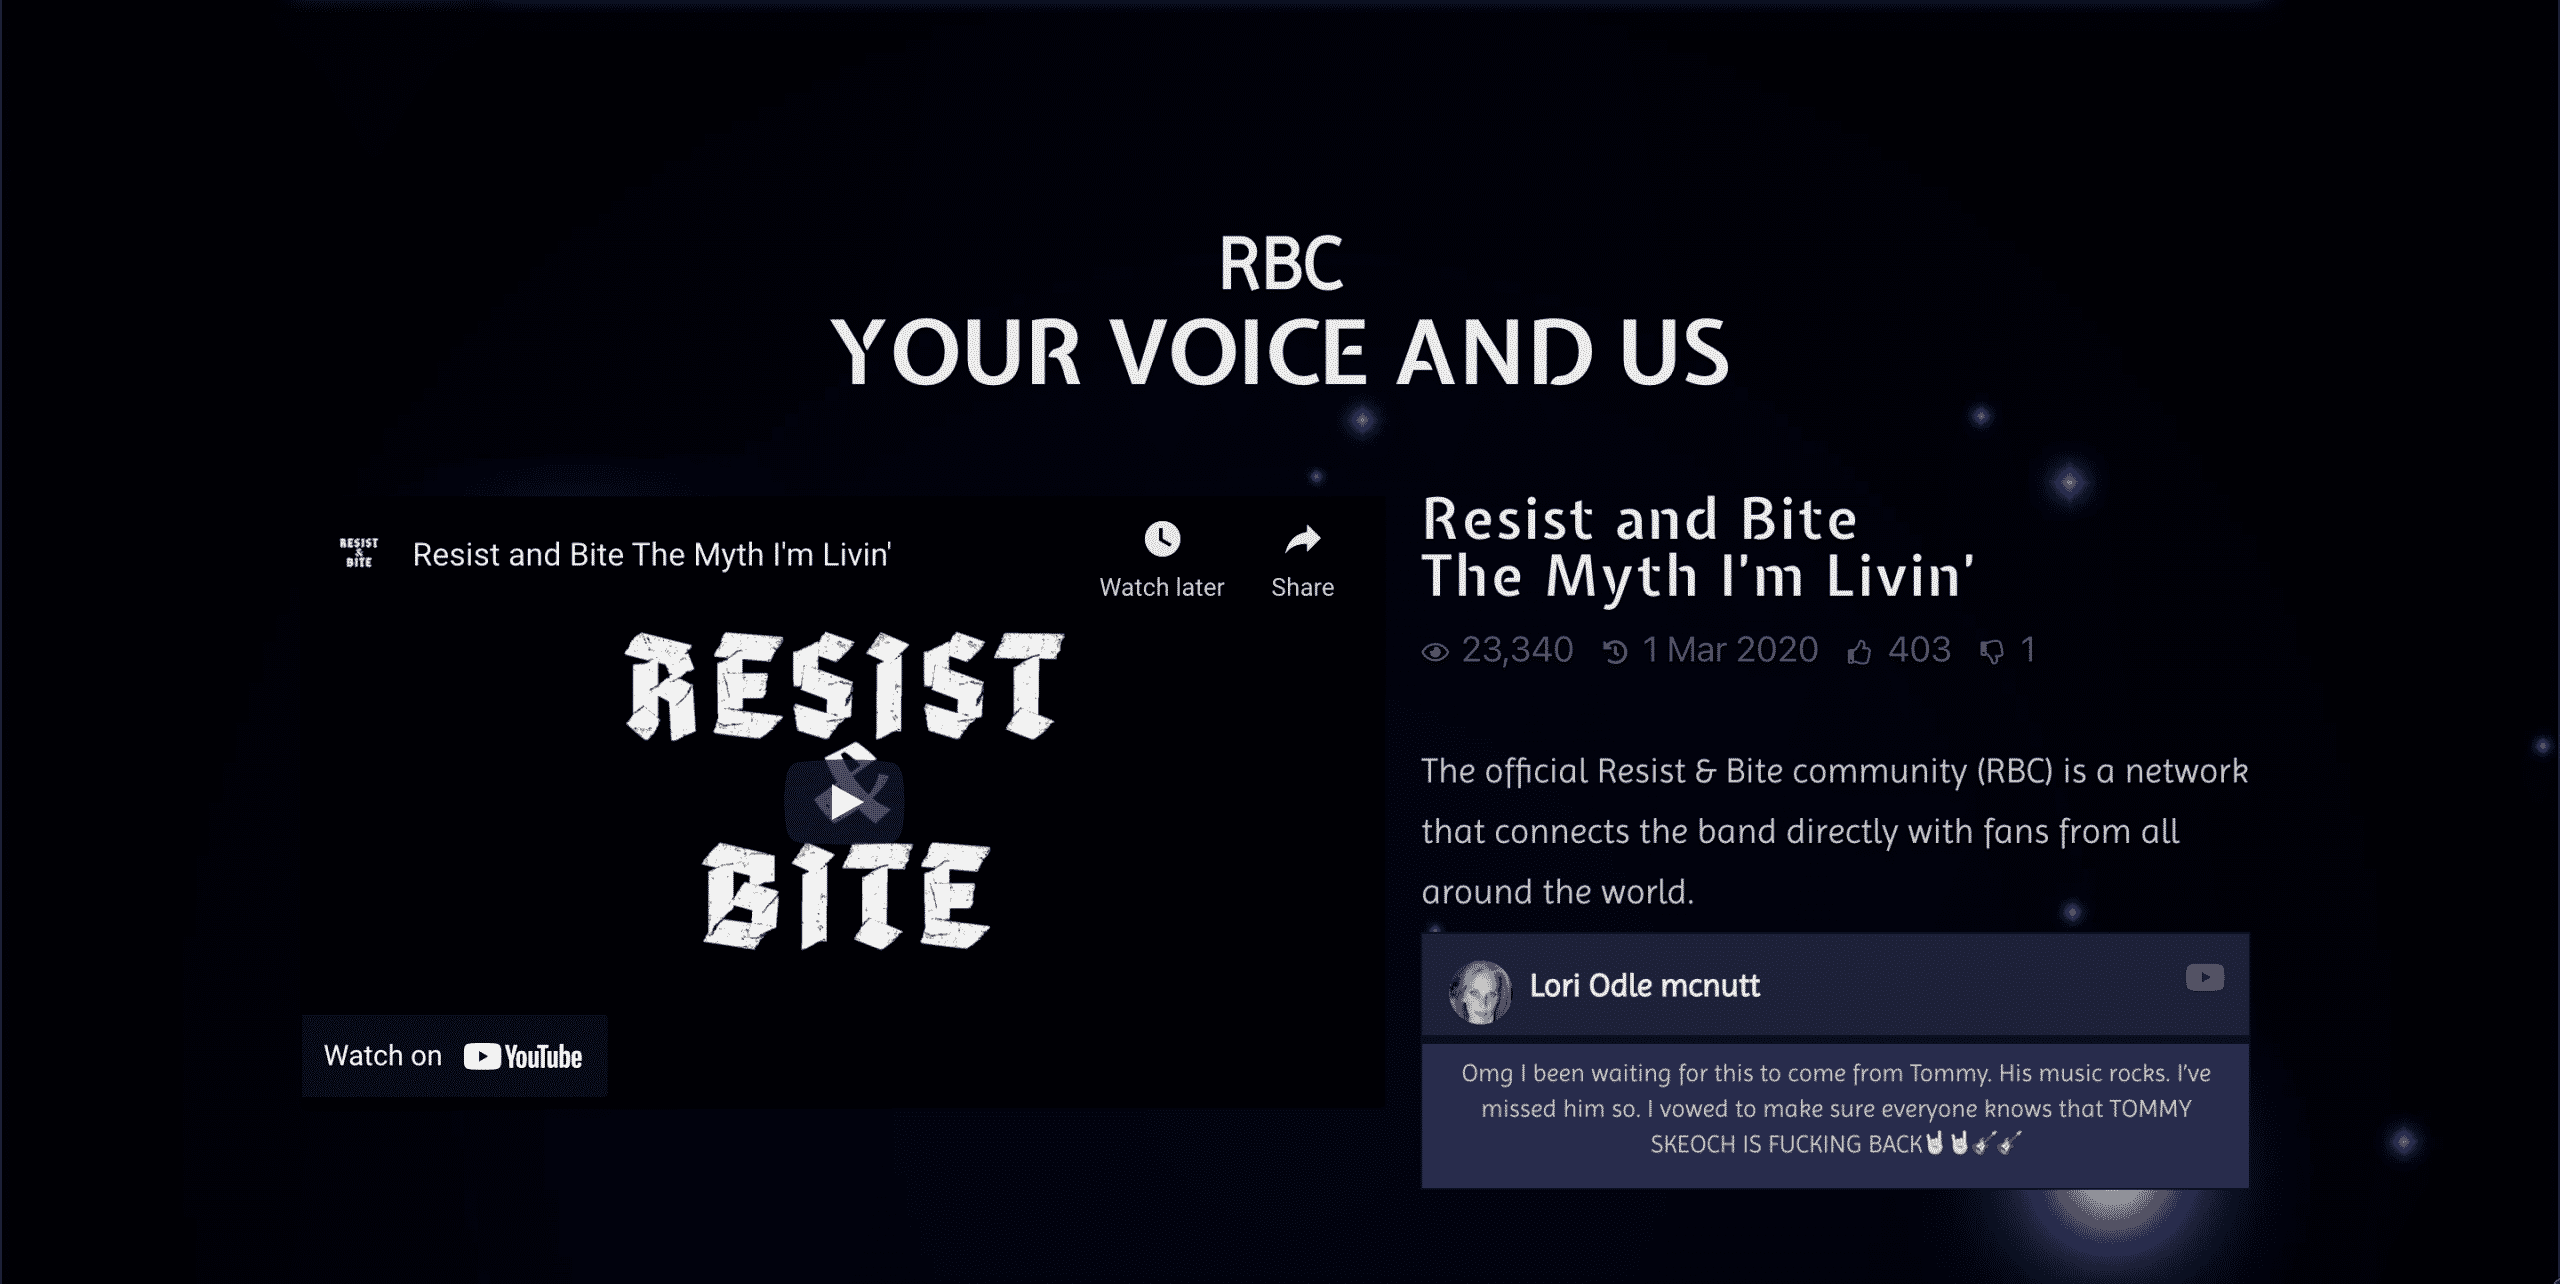 RBC
YOUR VOICE AND US
RESIST
&
BITE
Resist and Bite The Myth I'm Livin'
Watch later
Share
RESIST
&
BITE
Watch on YouTube
Resist and Bite
The Myth I'm Livin'
23,340 1 Mar 2020 403 1
The official Resist & Bite community (RBC) is a network
that connects the band directly with fans from all
around the world.
Lori Odle mcnutt
Omg I been waiting for this to come from Tommy. His music rocks. I've
missed him so. I vowed to make sure everyone knows that TOMMY
SKEOCH IS FUCKING BACK🤘🤘🎸🎸